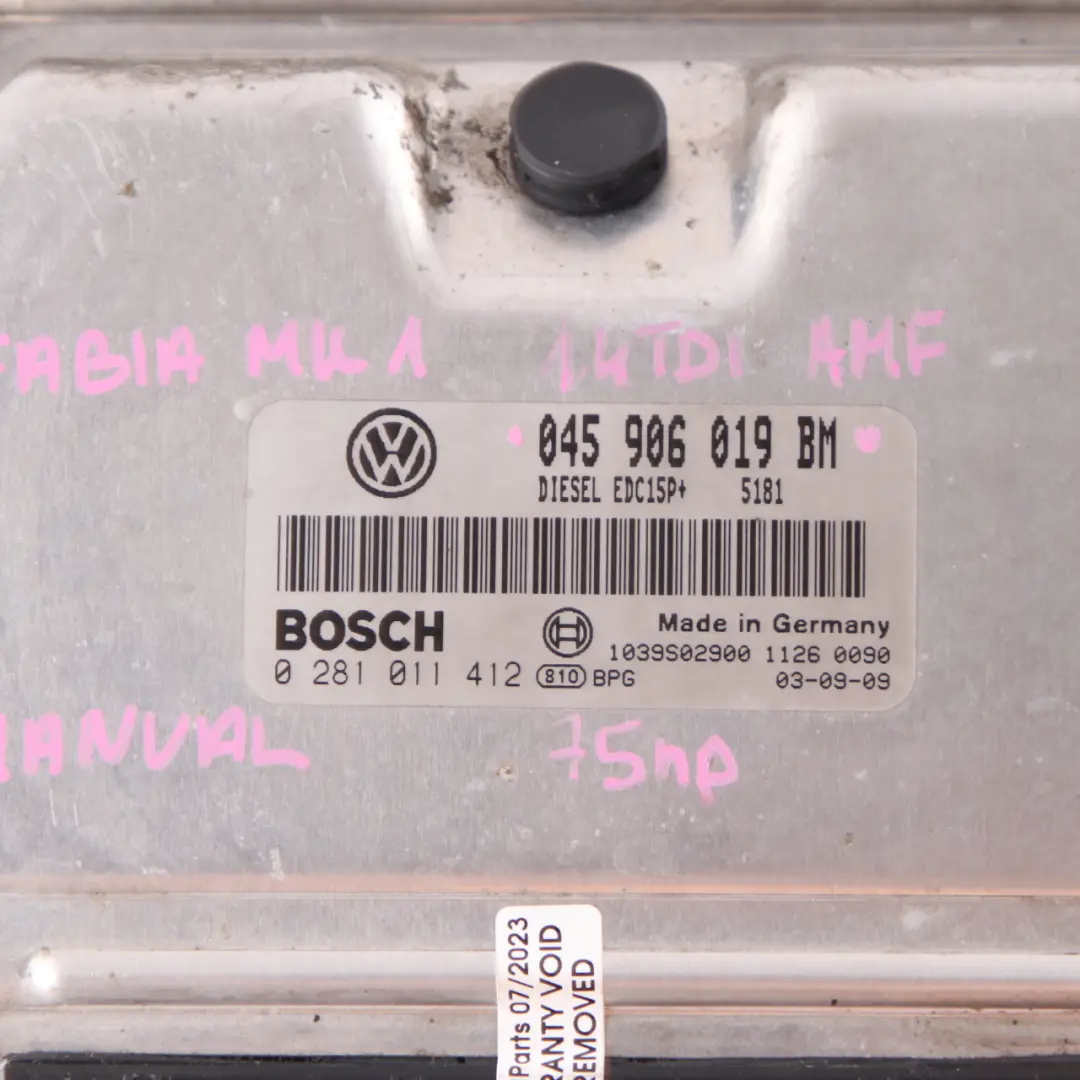 FABIA MK1 1.4TDI AMF
045 906 019 BM
DIESEL EDC15P+ 5181
BOSCH
Made in Germany
1039S02900 1126 0090
0 281 011 412 810 BPG
03-09-09
MANUAL 75hp
Parts 07/2023
RANTY VOID
REMOVED